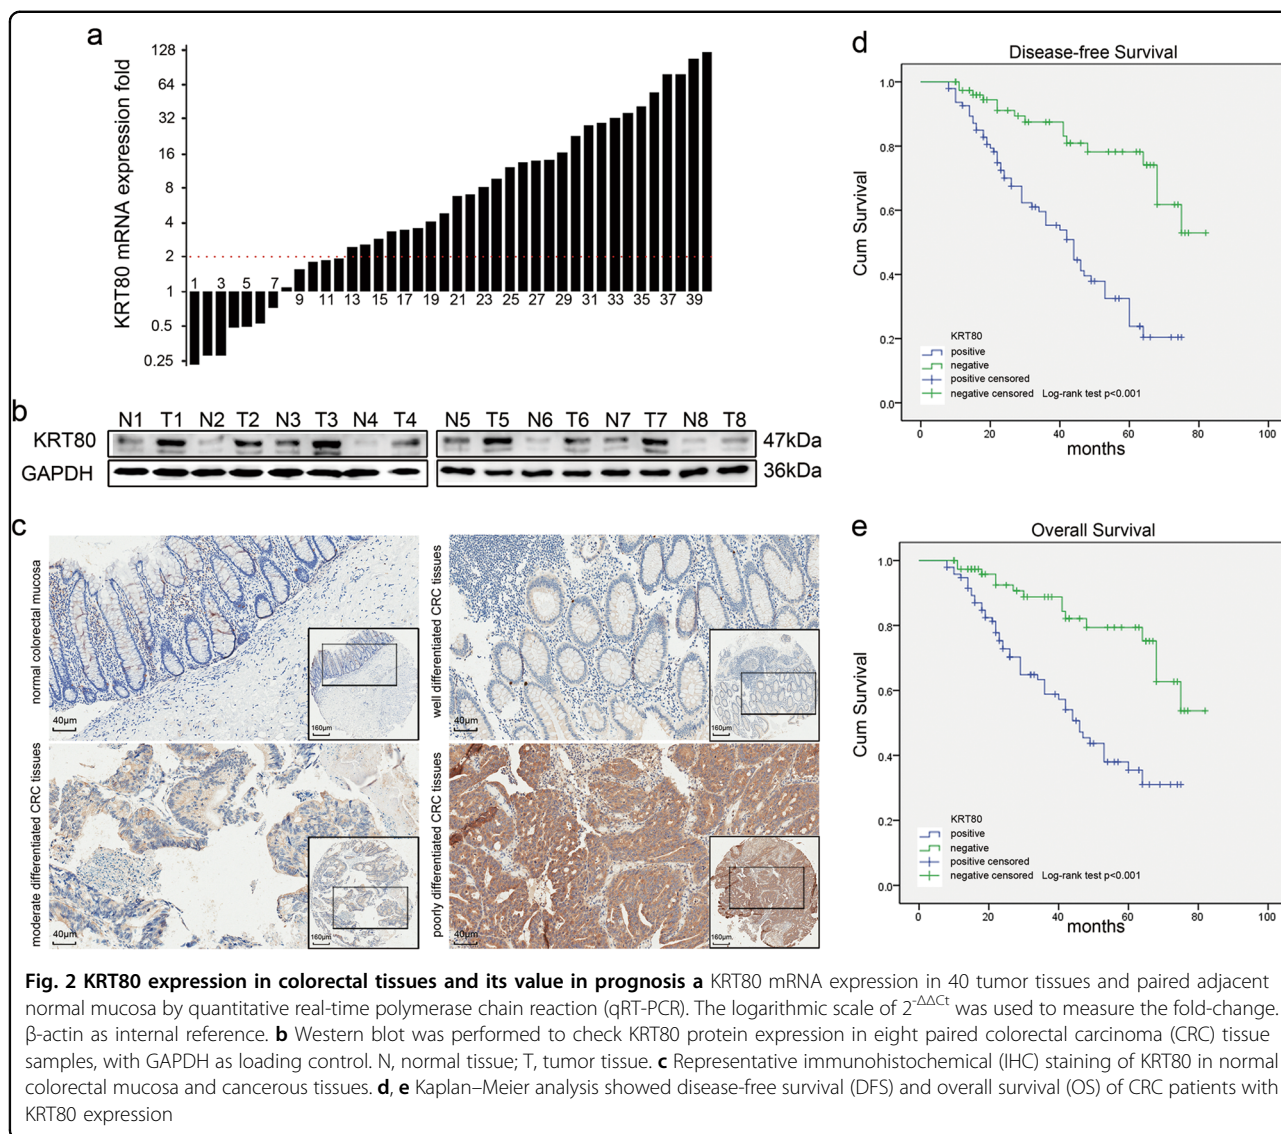 a
KRT80 mRNA expression fold
128
64
32
16
8
4
2
1
0.5
0.25
1 3 5 7
9 11 13 15 17 19 21 23 25 27 29 31 33 35 37 39
b
N1 T1 N2 T2 N3 T3 N4 T4 N5 T5 N6 T6 N7 T7 N8 T8
KRT80 47kDa
GAPDH 36kDa
c
normal colorectal mucosa
40μm
160μm
well differentiated CRC tissues
40μm
160μm
moderate differentiated CRC tissues
40μm
160μm
poorly differentiated CRC tissues
40μm
160μm
d
Disease-free Survival
Cum Survival
1.0
0.8
0.6
0.4
0.2
0.0
KRT80
positive
negative
positive censored
negative censored Log-rank test p<0.001
0 20 40 60 80 100
months
e
Overall Survival
Cum Survival
1.0
0.8
0.6
0.4
0.2
0.0
KRT80
positive
negative
positive censored
negative censored Log-rank test p<0.001
0 20 40 60 80 100
months
Fig. 2 KRT80 expression in colorectal tissues and its value in prognosis a KRT80 mRNA expression in 40 tumor tissues and paired adjacent
normal mucosa by quantitative real-time polymerase chain reaction (qRT-PCR). The logarithmic scale of 2^-ΔΔCt was used to measure the fold-change.
β-actin as internal reference. b Western blot was performed to check KRT80 protein expression in eight paired colorectal carcinoma (CRC) tissue
samples, with GAPDH as loading control. N, normal tissue; T, tumor tissue. c Representative immunohistochemical (IHC) staining of KRT80 in normal
colorectal mucosa and cancerous tissues. d, e Kaplan–Meier analysis showed disease-free survival (DFS) and overall survival (OS) of CRC patients with
KRT80 expression